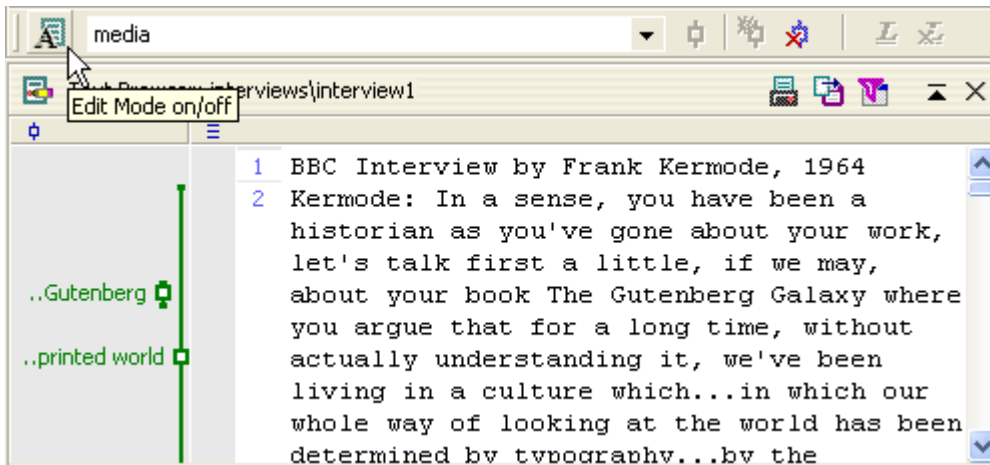 media
Text Browser: interviews\interview1
Edit Mode on/off
1 BBC Interview by Frank Kermode, 1964
2 Kermode: In a sense, you have been a
historian as you've gone about your work,
let's talk first a little, if we may,
..Gutenberg about your book The Gutenberg Galaxy where
you argue that for a long time, without
..printed world actually understanding it, we've been
living in a culture which...in which our
whole way of looking at the world has been
determined by typography...by the